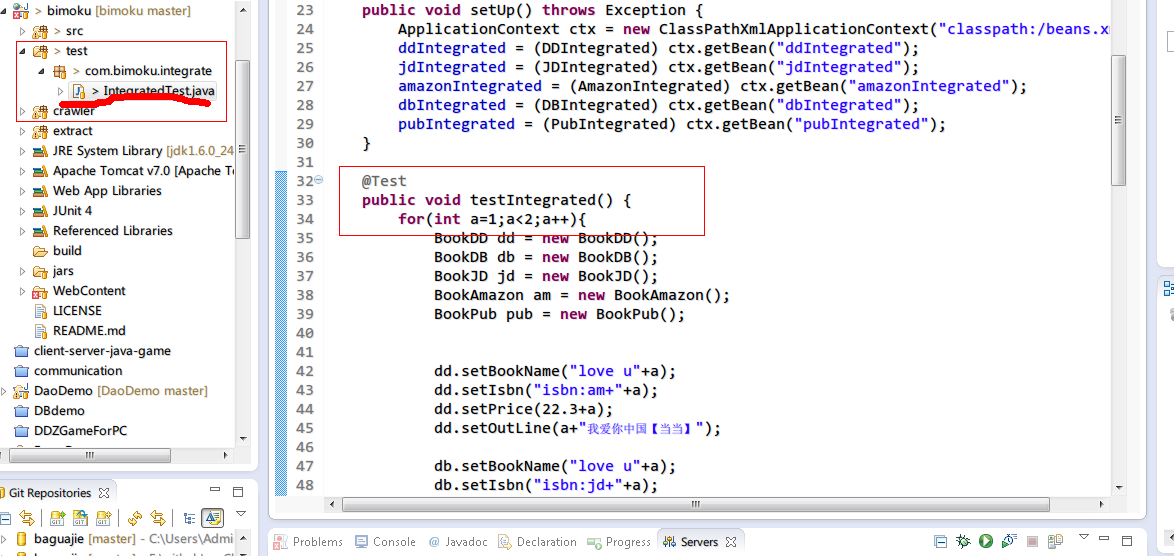 > bimoku [bimoku master]
> src
> test
> com.bimoku.integrate
> IntegratedTest.java
crawler
extract
JRE System Library [jdk1.6.0_24
Apache Tomcat v7.0 [Apache To
Web App Libraries
JUnit 4
Referenced Libraries
build
jars
WebContent
LICENSE
README.md
client-server-java-game
communication
DaoDemo [DaoDemo master]
DBdemo
DDZGameForPC
Git Repositories
baguajie [master] - C:\Users\Admi
23 public void setUp() throws Exception {
24 ApplicationContext ctx = new ClassPathXmlApplicationContext("classpath:/beans.x
25 ddIntegrated = (DDIntegrated) ctx.getBean("ddIntegrated");
26 jdIntegrated = (JDIntegrated) ctx.getBean("jdIntegrated");
27 amazonIntegrated = (AmazonIntegrated) ctx.getBean("amazonIntegrated");
28 dbIntegrated = (DBIntegrated) ctx.getBean("dbIntegrated");
29 pubIntegrated = (PubIntegrated) ctx.getBean("pubIntegrated");
30 }
31
32 @Test
33 public void testIntegrated() {
34 for(int a=1;a<2;a++){
35 BookDD dd = new BookDD();
36 BookDB db = new BookDB();
37 BookJD jd = new BookJD();
38 BookAmazon am = new BookAmazon();
39 BookPub pub = new BookPub();
40
41
42 dd.setBookName("love u"+a);
43 dd.setIsbn("isbn:am+"+a);
44 dd.setPrice(22.3+a);
45 dd.setOutLine(a+"我爱你中国【当当】");
46
47 db.setBookName("love u"+a);
48 db.setIsbn("isbn:jd+"+a);
Problems Console @ Javadoc Declaration Progress Servers